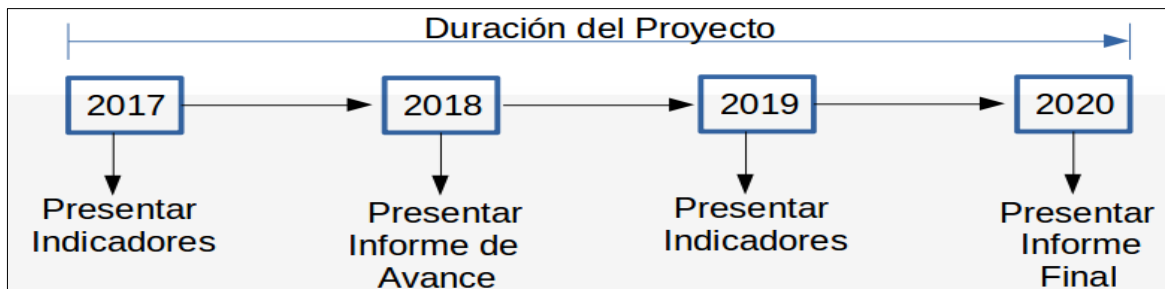 Duración del Proyecto
2017
2018
2019
2020
Presentar
Indicadores
Presentar
Informe de
Avance
Presentar
Indicadores
Presentar
Informe
Final